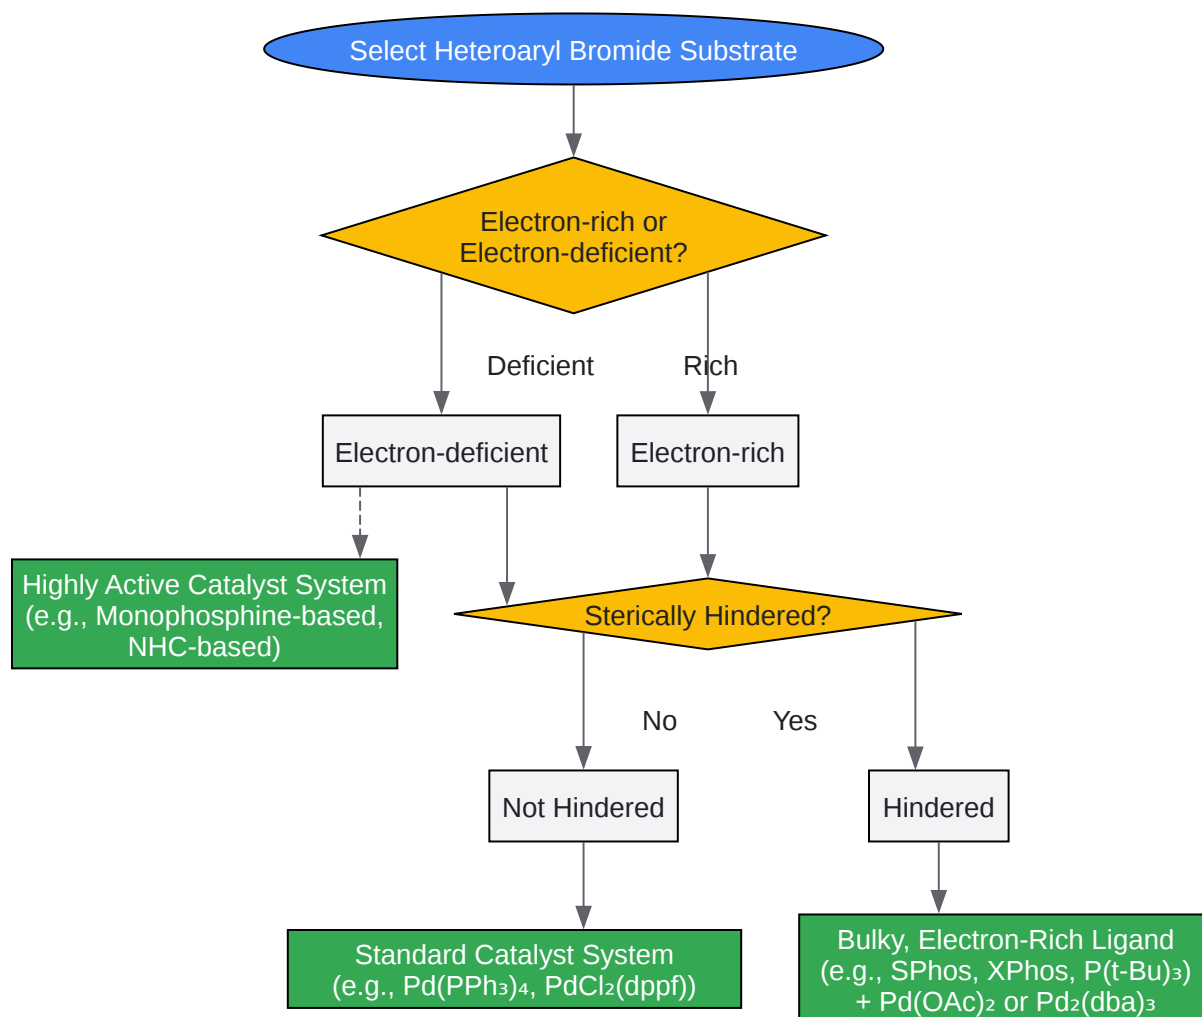 Select Heteroaryl Bromide Substrate
Electron-rich or
Electron-deficient?
Deficient
Rich
Electron-deficient
Electron-rich
Highly Active Catalyst System
(e.g., Monophosphine-based,
NHC-based)
Sterically Hindered?
No
Yes
Not Hindered
Hindered
Standard Catalyst System
(e.g., Pd(PPh₃)₄, PdCl₂(dppf))
Bulky, Electron-Rich Ligand
(e.g., SPhos, XPhos, P(t-Bu)₃)
+ Pd(OAc)₂ or Pd₂(dba)₃